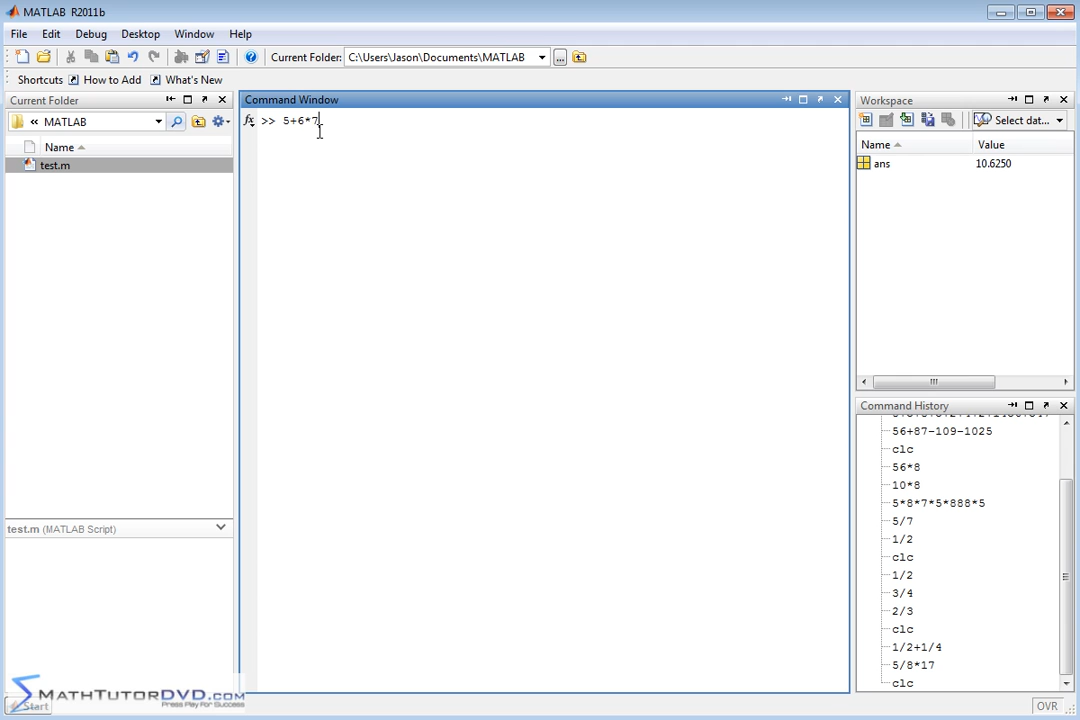 MATLAB R2011b
File Edit Debug Desktop Window Help
Current Folder: C:\Users\Jason\Documents\MATLAB ...
Shortcuts How to Add What's New
Current Folder
« MATLAB
Name
test.m
test.m (MATLAB Script)
Command Window
fx >> 5+6*7
Workspace
Select dat...
Name Value
ans 10.6250
Command History
56+87-109-1025
clc
56*8
10*8
5*8*7*5*888*5
5/7
1/2
clc
1/2
3/4
2/3
clc
1/2+1/4
5/8*17
clc
MATHTUTORDVD.COM
Press Play For Success
Start
OVR